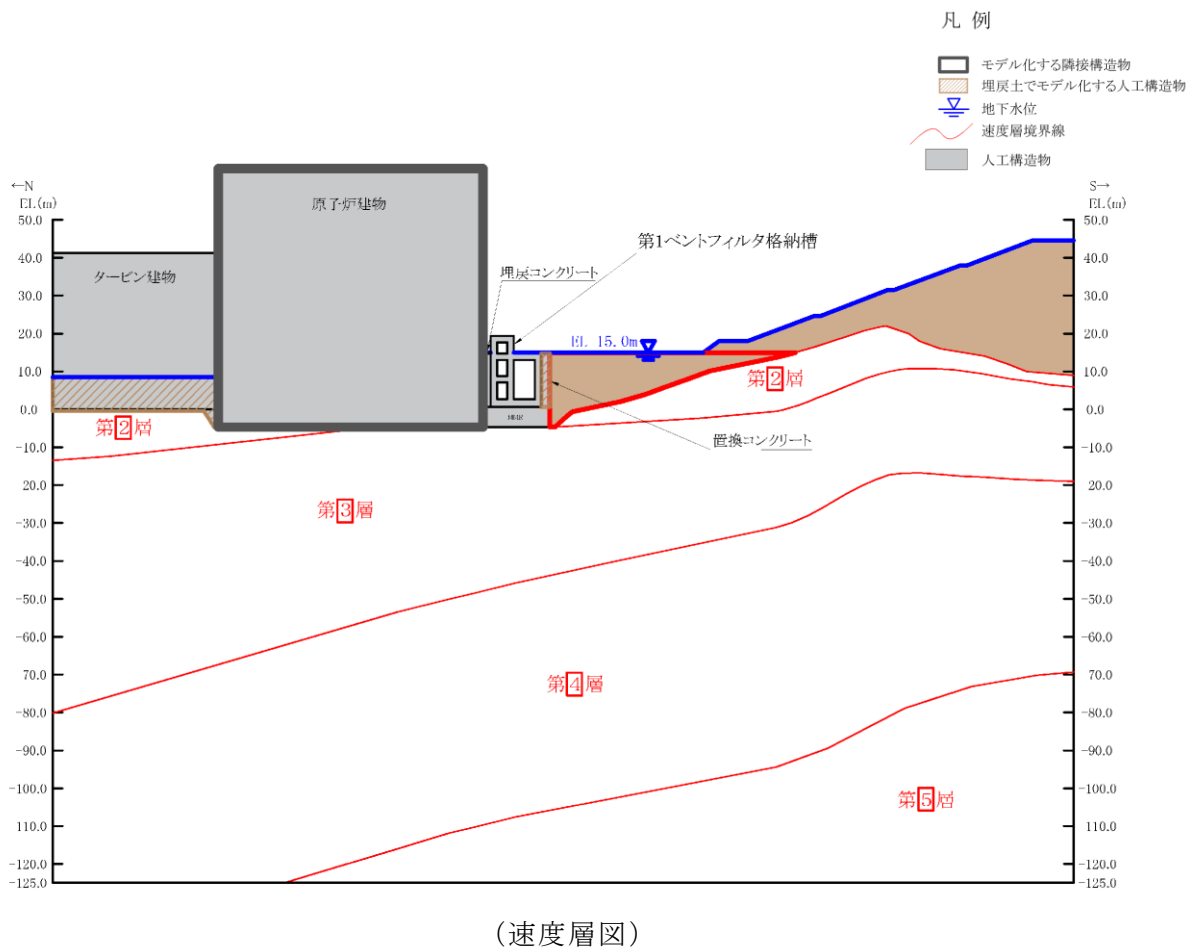 凡 例
モデル化する隣接構造物
埋戻土でモデル化する人工構造物
地下水位
速度層境界線
人工構造物
←N
EL(m)
50.0
40.0
30.0
20.0
10.0
0.0
-10.0
20.0
-30.0
-40.0
-50.0
-60.0
-70.0
-80.0
-90.0
-100.0
110.0
-120.0
-125.0
S→
EL(m)
50.0
40.0
30.0
20.0
10.0
0.0
-10.0
20.0
-30.0
-40.0
-50.0
-60.0
70.0
-80.0
-90.0
-100.0
110.0
-120.0
-125.0
原子炉建物
タービン建物
第1ベントフィルタ格納槽
埋戻コンクリート
EL 15.0m
MMR
置換コンクリート
第2層
第2層
第3層
第4層
第5層
(速度層図)